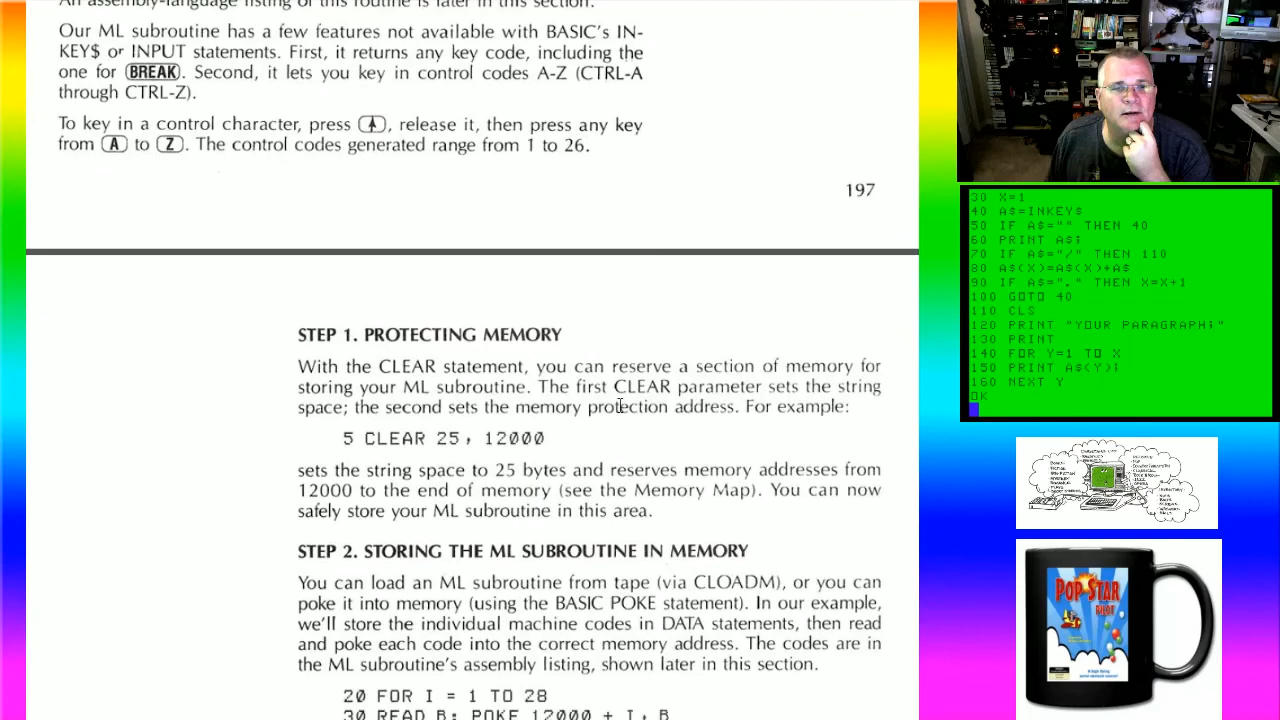 An assembly-language listing of this routine is later in this section.
Our ML subroutine has a few features not available with BASIC's IN-
KEY$ or INPUT statements. First, it returns any key code, including the
one for BREAK. Second, it lets you key in control codes A-Z (CTRL-A
through CTRL-Z).
To key in a control character press , release it, then press any key
from A to Z. The control codes generated range from 1 to 26.
197
STEP 1. PROTECTING MEMORY
With the CLEAR statement, you can reserve a section of memory for
storing your ML subroutine. The first CLEAR parameter sets the string
space; the second sets the memory protection address. For example:
5 CLEAR 25, 12000
sets the string space to 25 bytes and reserves memory addresses from
12000 to the end of memory (see the Memory Map). You can now
safely store your ML subroutine in this area.
STEP 2. STORING THE ML SUBROUTINE IN MEMORY
You can load an ML subroutine from tape (via CLOADM), or you can
poke it into memory (using the BASIC POKE statement). In our example,
we'll store the individual machine codes in DATA statements, then read
and poke each code into the correct memory address. The codes are in
the ML subroutine's assembly listing, shown later in this section.
20 FOR I = 1 TO 28
30 READ B: POKE 12000 + I, B
30 X=1
40 A$=INKEY$
50 IF A$="" THEN 40
60 PRINT A$;
70 IF A$="/" THEN 110
80 A$(X)=A$(X)+A$
90 IF A$="." THEN X=X+1
100 GOTO 40
110 CLS
120 PRINT "YOUR PARAGRAPH;"
130 PRINT
140 FOR Y=1 TO X
150 PRINT A$(Y);
160 NEXT Y
OK
POP STAR
PILOT